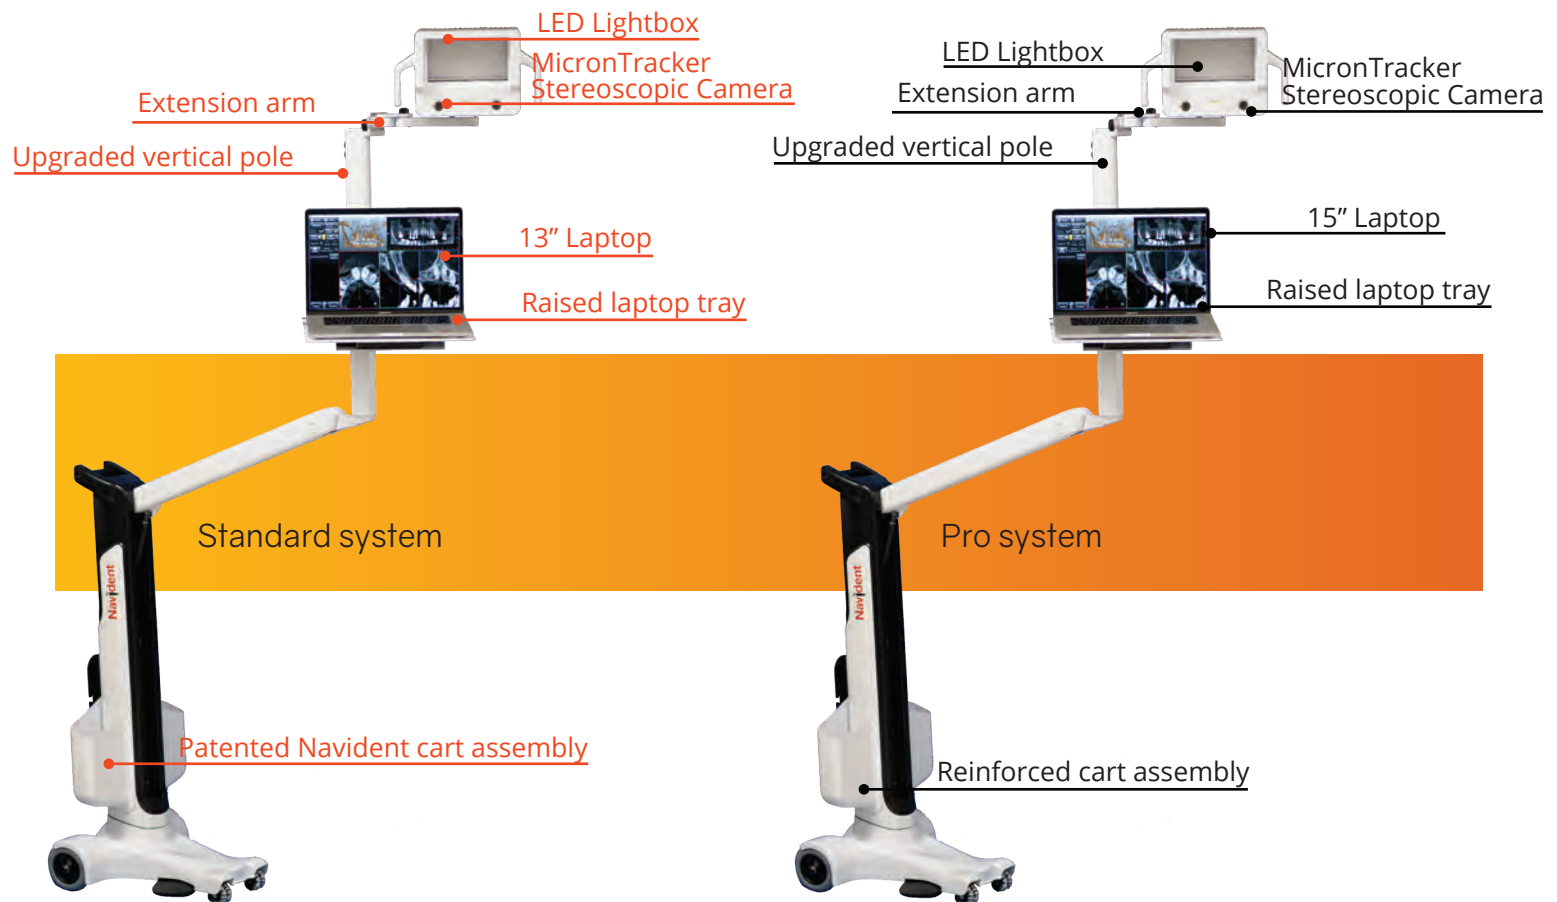 LED Lightbox
MicronTracker
Stereoscopic Camera
Extension arm
Upgraded vertical pole
13” Laptop
Raised laptop tray
Standard system
Navident
Patented Navident cart assembly
LED Lightbox
MicronTracker
Stereoscopic Camera
Extension arm
Upgraded vertical pole
15” Laptop
Raised laptop tray
Pro system
Navident
Reinforced cart assembly